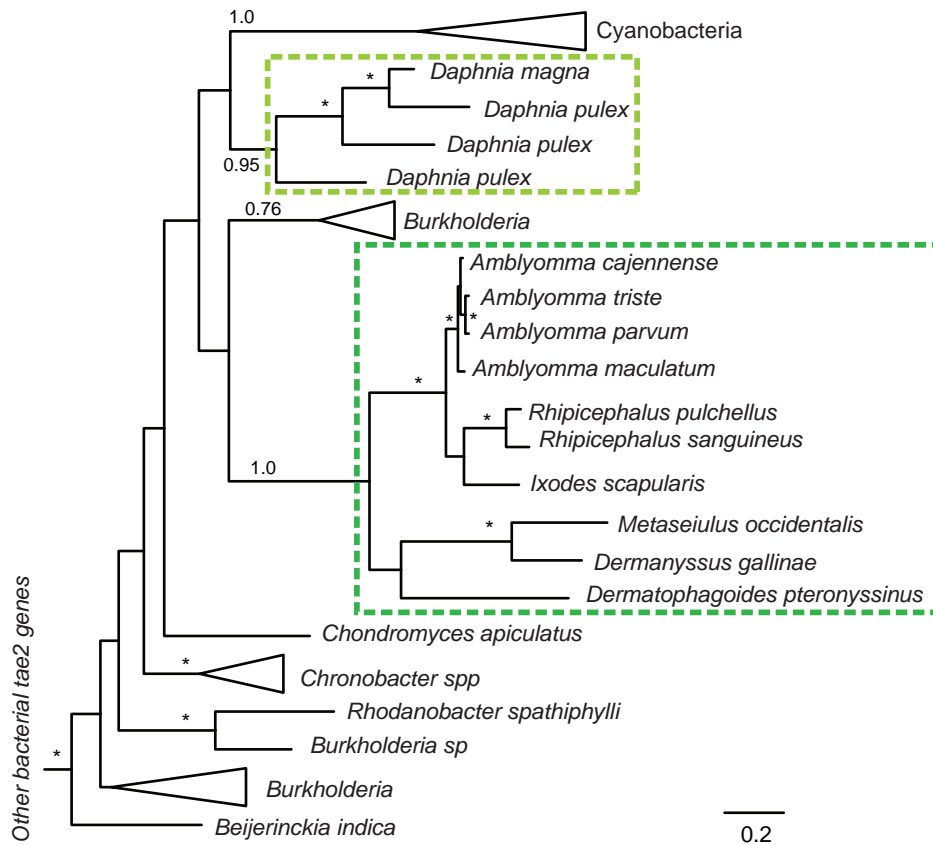 1.0
Cyanobacteria
*
Daphnia magna
*
Daphnia pulex
Daphnia pulex
0.95
Daphnia pulex
0.76
Burkholderia
Amblyomma cajennense
Amblyomma triste
*
*
Amblyomma parvum
Amblyomma maculatum
*
Rhipicephalus pulchellus
*
Rhipicephalus sanguineus
1.0
Ixodes scapularis
Metaseiulus occidentalis
*
Dermanyssus gallinae
Dermatophagoides pteronyssinus
Chondromyces apiculatus
*
Chronobacter spp
Rhodanobacter spathiphylli
*
Burkholderia sp
*
Burkholderia
Beijerinckia indica
Other bacterial tae2 genes
0.2